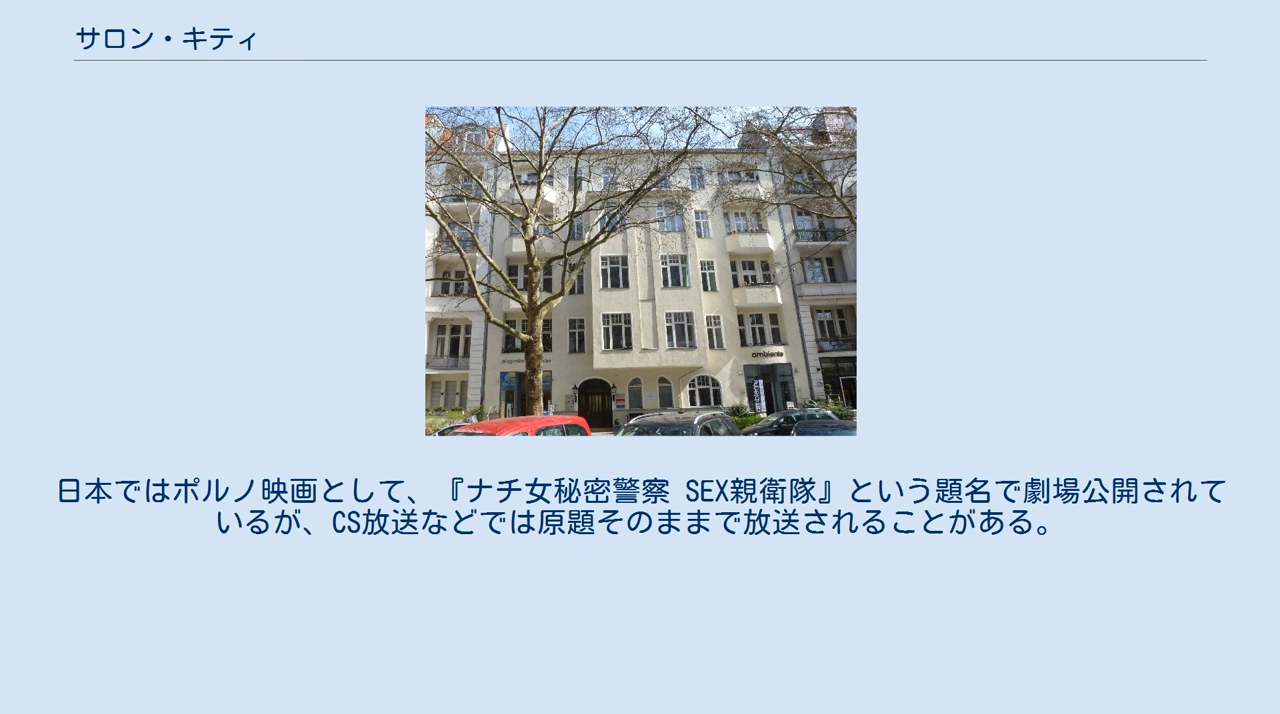 サロン・キティ
ambiente
日本ではポルノ映画として、『ナチ女秘密警察 SEX親衛隊』という題名で劇場公開されて
いるが、CS放送などでは原題そのままで放送されることがある。